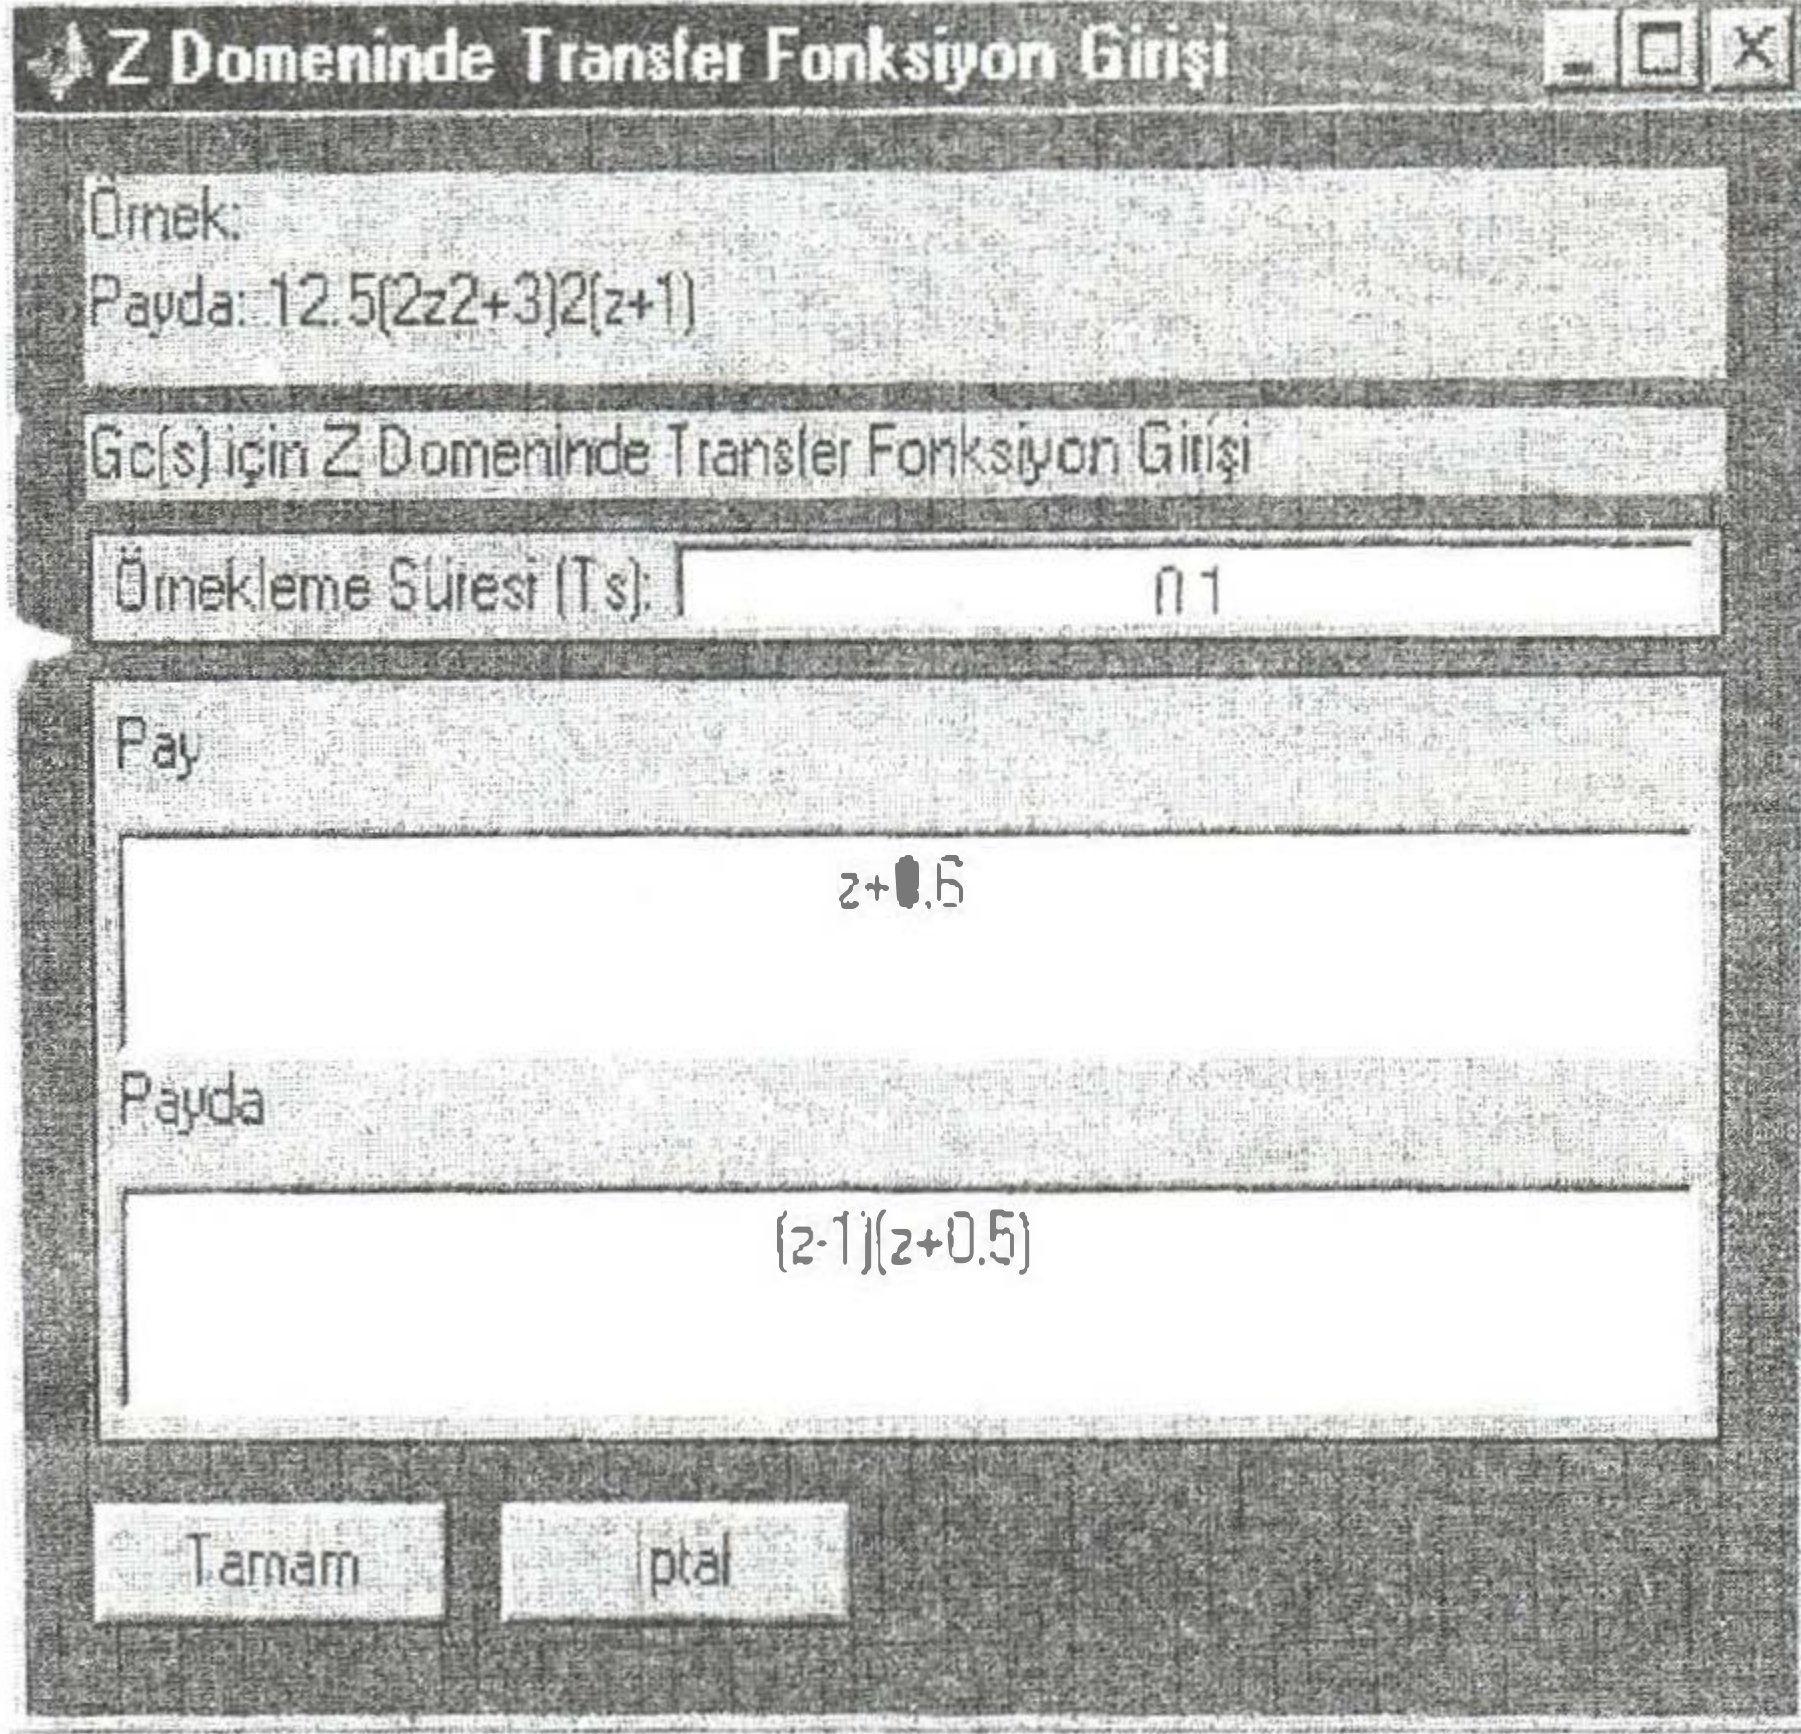 Z Domeninde Transfer Fonksiyon Girişi
Örnek:
Payda: 12.5(2z2+3)2(z+1)
Gc(s) için Z Domeninde Transfer Fonksiyon Girişi
Örnekleme Süresi (Ts): 0.1
Pay
Payda
(z-1)(z+0.5)
Tamam
İptal